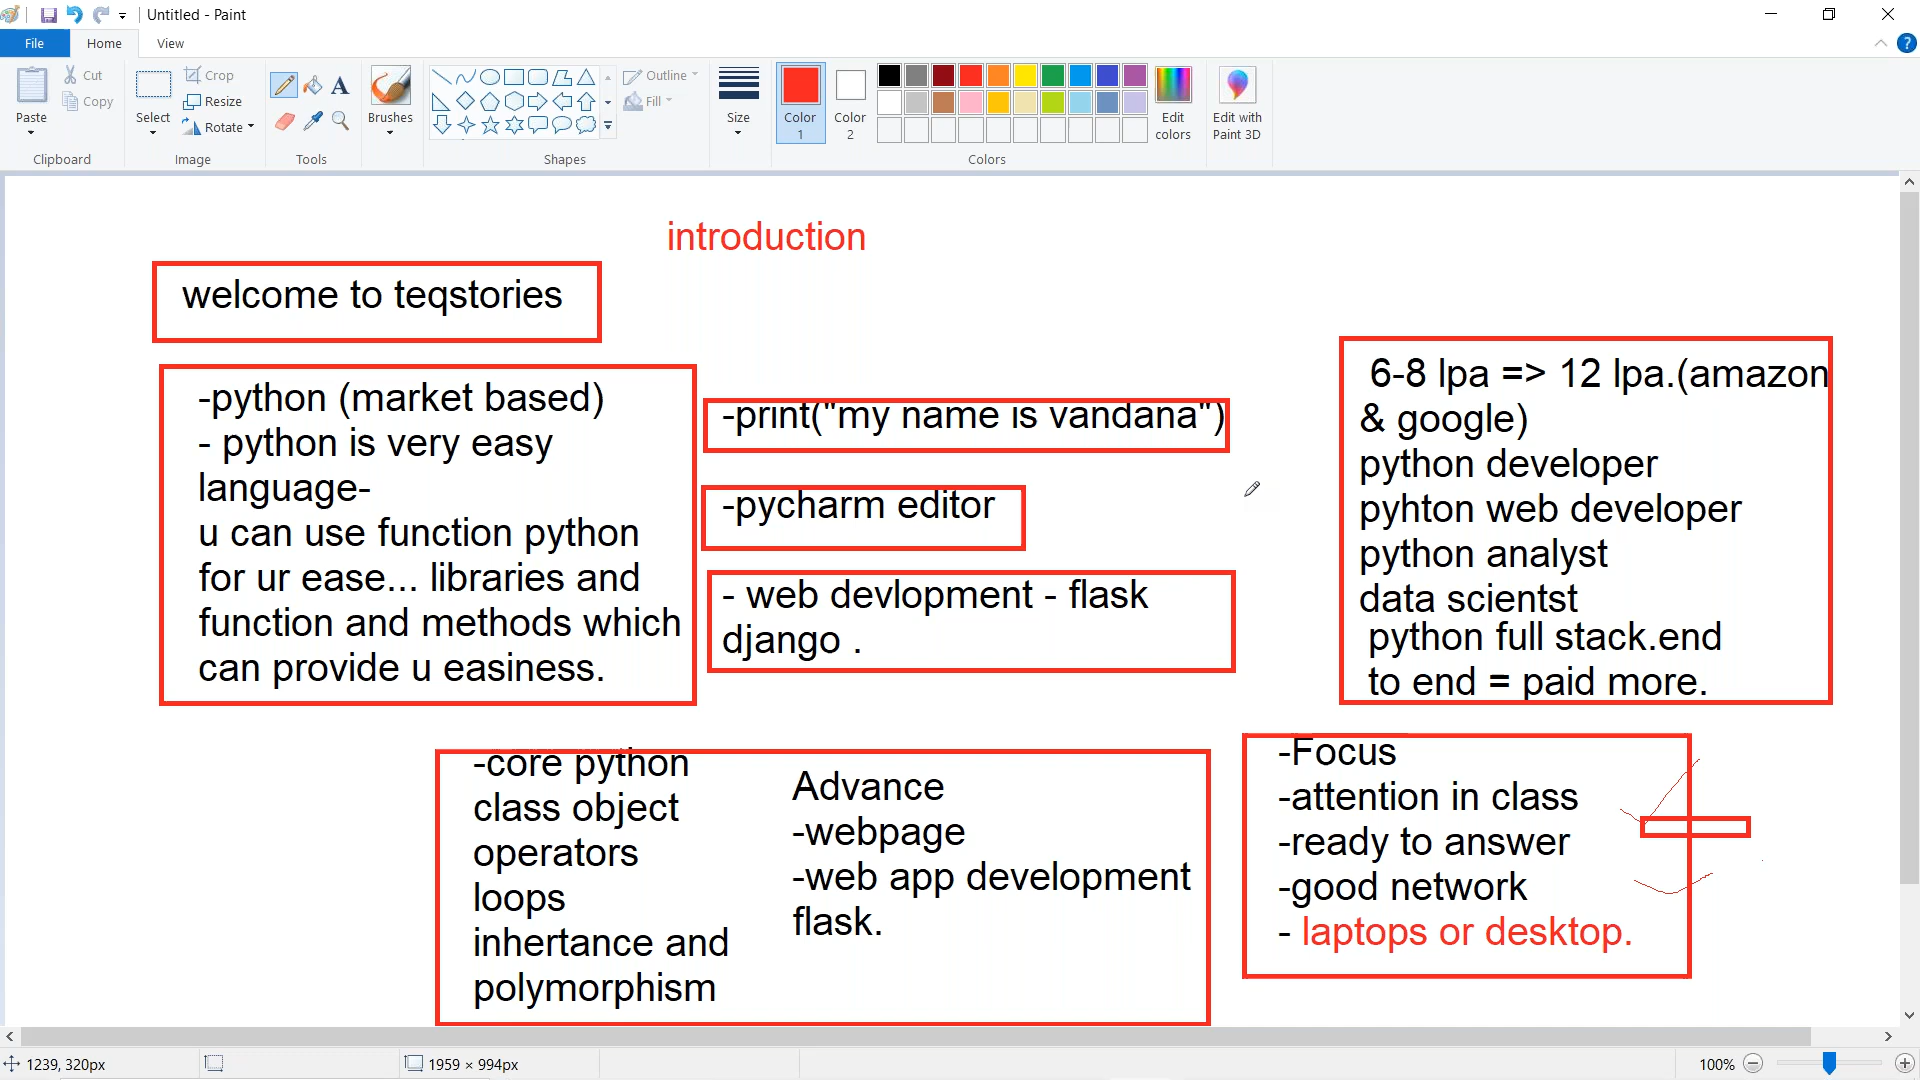 Untitled - Paint
File
Home
View
Paste
Cut
Copy
Clipboard
Select
Crop
Resize
Rotate
Image
Tools
Brushes
Shapes
Outline
Fill
Size
Color
1
Color
2
Edit
colors
Colors
Edit with
Paint 3D
introduction
welcome to teqstories
-python (market based)
- python is very easy
language-
u can use function python
for ur ease... libraries and
function and methods which
can provide u easiness.
-print("my name is vandana")
-pycharm editor
- web devlopment - flask
django .
6-8 lpa => 12 lpa.(amazon
& google)
python developer
pyhton web developer
python analyst
data scientst
python full stack.end
to end = paid more.
-core python
class object
operators
loops
inhertance and
polymorphism
Advance
-webpage
-web app development
flask.
-Focus
-attention in class
-ready to answer
-good network
- laptops or desktop.
1239, 320px
1959 × 994px
100%